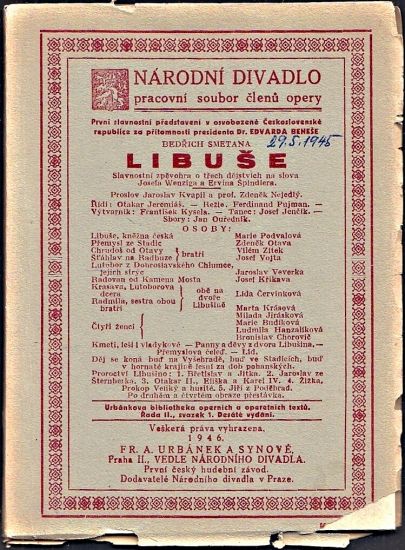 NÁRODNÍ DIVADLO
pracovní soubor členů opery
První slavnostní představení v osvobozené Československé
republice za přítomnosti presidenta Dr. EDVARDA BENEŠE
BEDŘICH SMETANA 29.5.1945
LIBUŠE
Slavnostní zpěvohra o třech dějstvích na slova
Josefa Wenziga a Ervína Špindlera.
Proslov Jaroslav Kvapil a prof. Zdeněk Nejedlý.
Řídí: Otakar Jeremiáš. — Režie: Ferdinand Pujman. —
Výtvarník: František Kysela. — Tanec: Josef Jenčík. —
Sbory: Jan Ouředník.
OSOBY:
Libuše, kněžna česká Marie Podvalová
Přemysl ze Stadic Zdeněk Otava
Chrudoš od Otavy } bratří Vilém Zítek
Šťáhlav na Radbuze Josef Vojta
Lutobor z Dobroslavského Chlumce,
jejich strýc Jaroslav Veverka
Radovan od Kamena Mosta Josef Křikava
Krasava, Lutoborova
dcera } obě na dvoře Libušině Lída Červinková
Radmila, sestra obou
bratří Marta Krásová
Čtyři ženci { Milada Jirásková
Marie Budíková
Ludmila Hanzalíková
Bronislav Chorovič
Kmeti, leši i vladykové — Panny a děvy z dvoru Libušina. —
Přemyslova čeleď. — Lid.
Děj se koná buď na Vyšehradě, buď ve Stadicích, buď
v hornaté krajině lesní za dob pohanských.
Proroctví Libušino: 1. Břetislav a Jitka. 2. Jaroslav ze
Šternberka. 3. Otakar II., Eliška a Karel IV. 4. Žižka,
Prokop Veliký a husité. 5. Jiří z Poděbrad.
Po druhém a čtvrtém obraze přestávka.
Urbánkova bibliotheka operních a operetních textů.
Řada II., svazek 1. Desáté vydání.
Veškerá práva vyhrazena.
1946.
FR. A. URBÁNEK A SYNOVÉ,
Praha II., VEDLE NÁRODNÍHO DIVADLA.
První český hudební závod.
Dodavatelé Národního divadla v Praze.